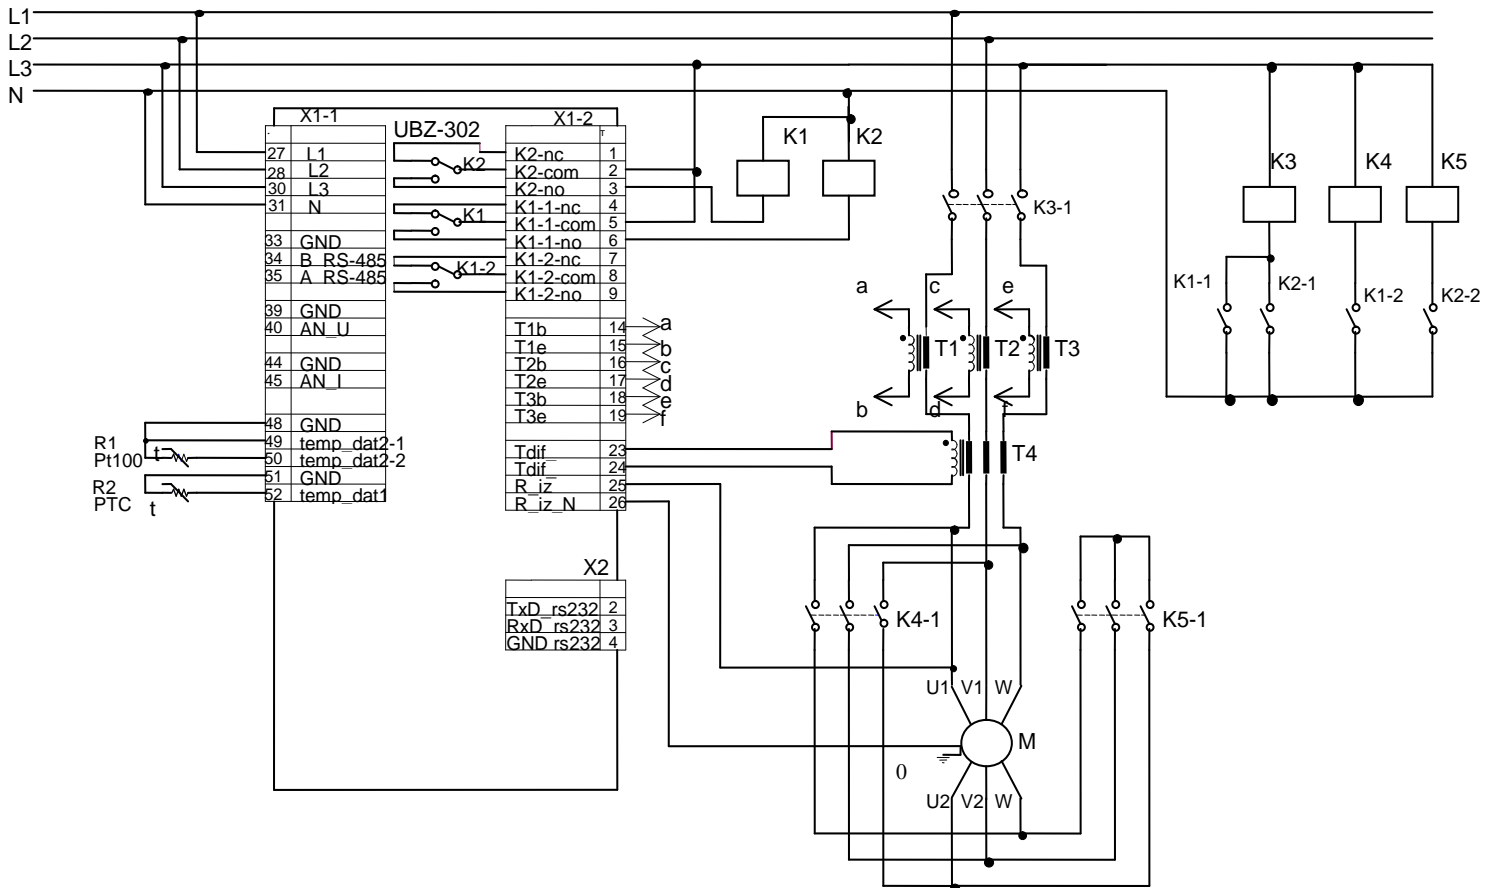 L1
L2
L3
N
X1-1
UBZ-302
X1-2
T
27 L1
28 L2
30 L3
31 N
33 GND
34 B RS-485
35 A RS-485
39 GND
40 AN_U
44 GND
45 AN_I
48 GND
49 temp_dat2-1
50 temp_dat2-2
51 GND
52 temp_dat1
R1
Pt100
t
R2
PTC
t
K2
K1
K1-2
K2-nc 1
K2-com 2
K2-no 3
K1-1-nc 4
K1-1-com 5
K1-1-no 6
K1-2-nc 7
K1-2-com 8
K1-2-no 9
T1b 14 a
T1e 15 b
T2b 16 c
T2e 17 d
T3b 18 e
T3e 19 f
Tdif 23
Tdif 24
R_iz 25
R_iz_N 26
X2
TxD_rs232 2
RxD_rs232 3
GND rs232 4
K1 K2
K3 K4 K5
K3-1
K1-1 K2-1 K1-2 K2-2
a c e
T1 T2 T3
b d f
T4
K4-1
K5-1
U1 V1 W
M
0
U2 V2 W